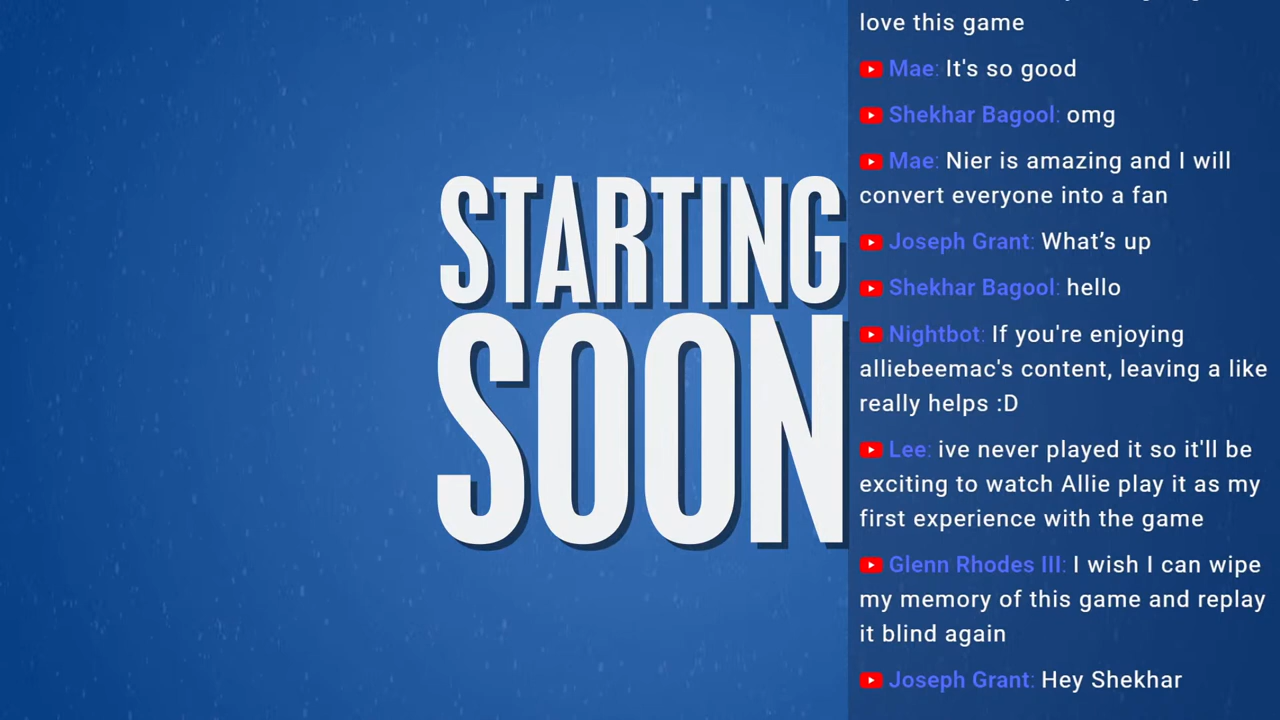 STARTING
SOON
love this game
Mae: It's so good
Shekhar Bagool: omg
Mae: Nier is amazing and I will
convert everyone into a fan
Joseph Grant: What’s up
Shekhar Bagool: hello
Nightbot: If you're enjoying
alliebeemac's content, leaving a like
really helps :D
Lee: ive never played it so it'll be
exciting to watch Allie play it as my
first experience with the game
Glenn Rhodes III: I wish I can wipe
my memory of this game and replay
it blind again
Joseph Grant: Hey Shekhar